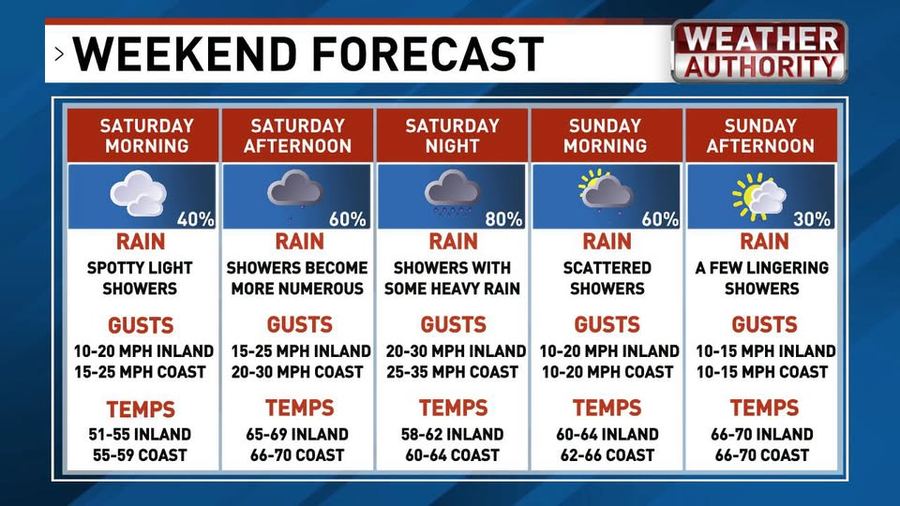 > WEEKEND FORECAST
WEATHER
AUTHORITY
SATURDAY
MORNING
40%
RAIN
SPOTTY LIGHT
SHOWERS
GUSTS
10-20 MPH INLAND
15-25 MPH COAST
TEMPS
51-55 INLAND
55-59 COAST
SATURDAY
AFTERNOON
60%
RAIN
SHOWERS BECOME
MORE NUMEROUS
GUSTS
15-25 MPH INLAND
20-30 MPH COAST
TEMPS
65-69 INLAND
66-70 COAST
SATURDAY
NIGHT
80%
RAIN
SHOWERS WITH
SOME HEAVY RAIN
GUSTS
20-30 MPH INLAND
25-35 MPH COAST
TEMPS
58-62 INLAND
60-64 COAST
SUNDAY
MORNING
60%
RAIN
SCATTERED
SHOWERS
GUSTS
10-20 MPH INLAND
10-20 MPH COAST
TEMPS
60-64 INLAND
62-66 COAST
SUNDAY
AFTERNOON
30%
RAIN
A FEW LINGERING
SHOWERS
GUSTS
10-15 MPH INLAND
10-15 MPH COAST
TEMPS
66-70 INLAND
66-70 COAST